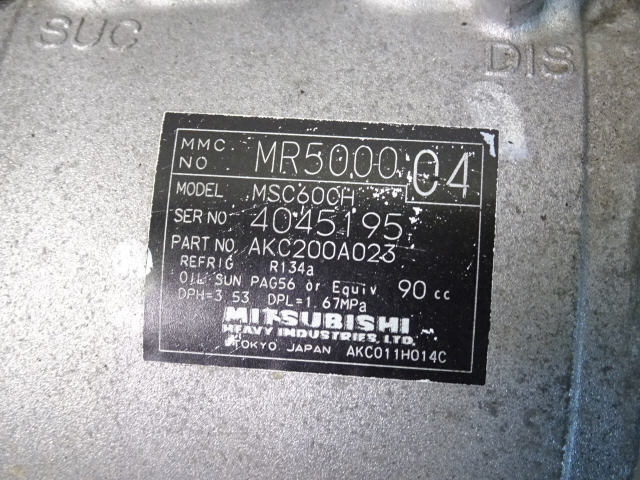 SUC
DIS
MMC NO MR5000 04
MODEL MSC60CH
SER NO 4045195
PART NO. AKC200A023
REFRIG R134a
OIL SUN PAG56 or Equiv 90 cc
DPH=3.53 DPL=1.67MPa
MITSUBISHI
HEAVY INDUSTRIES, LTD.
TOKYO JAPAN AKC011H014C